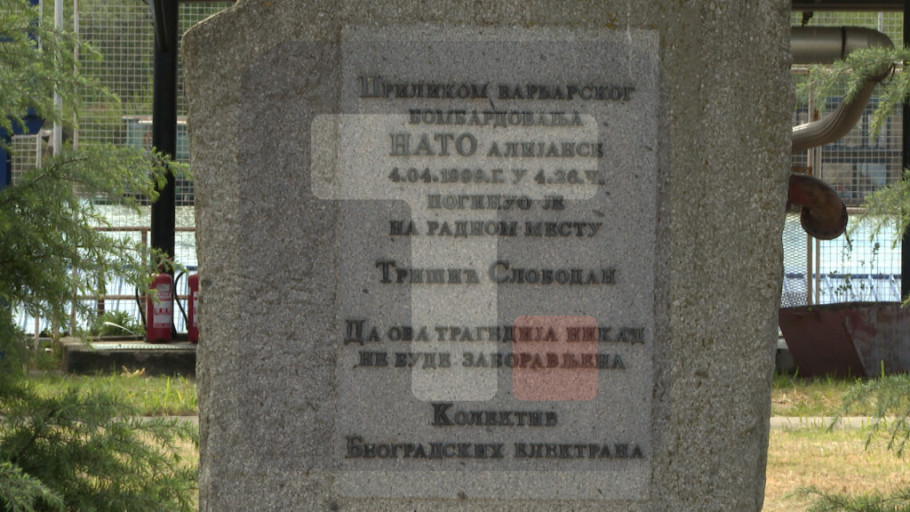 Приликом варварског
бомбардовања
НАТО алијансе
4.04.1999.г. у 4.26.ч.
погинуо је
на радном месту
Тришић Слободан
Да ова трагедија никад
не буде заборављена
Колектив
Београдских електрана